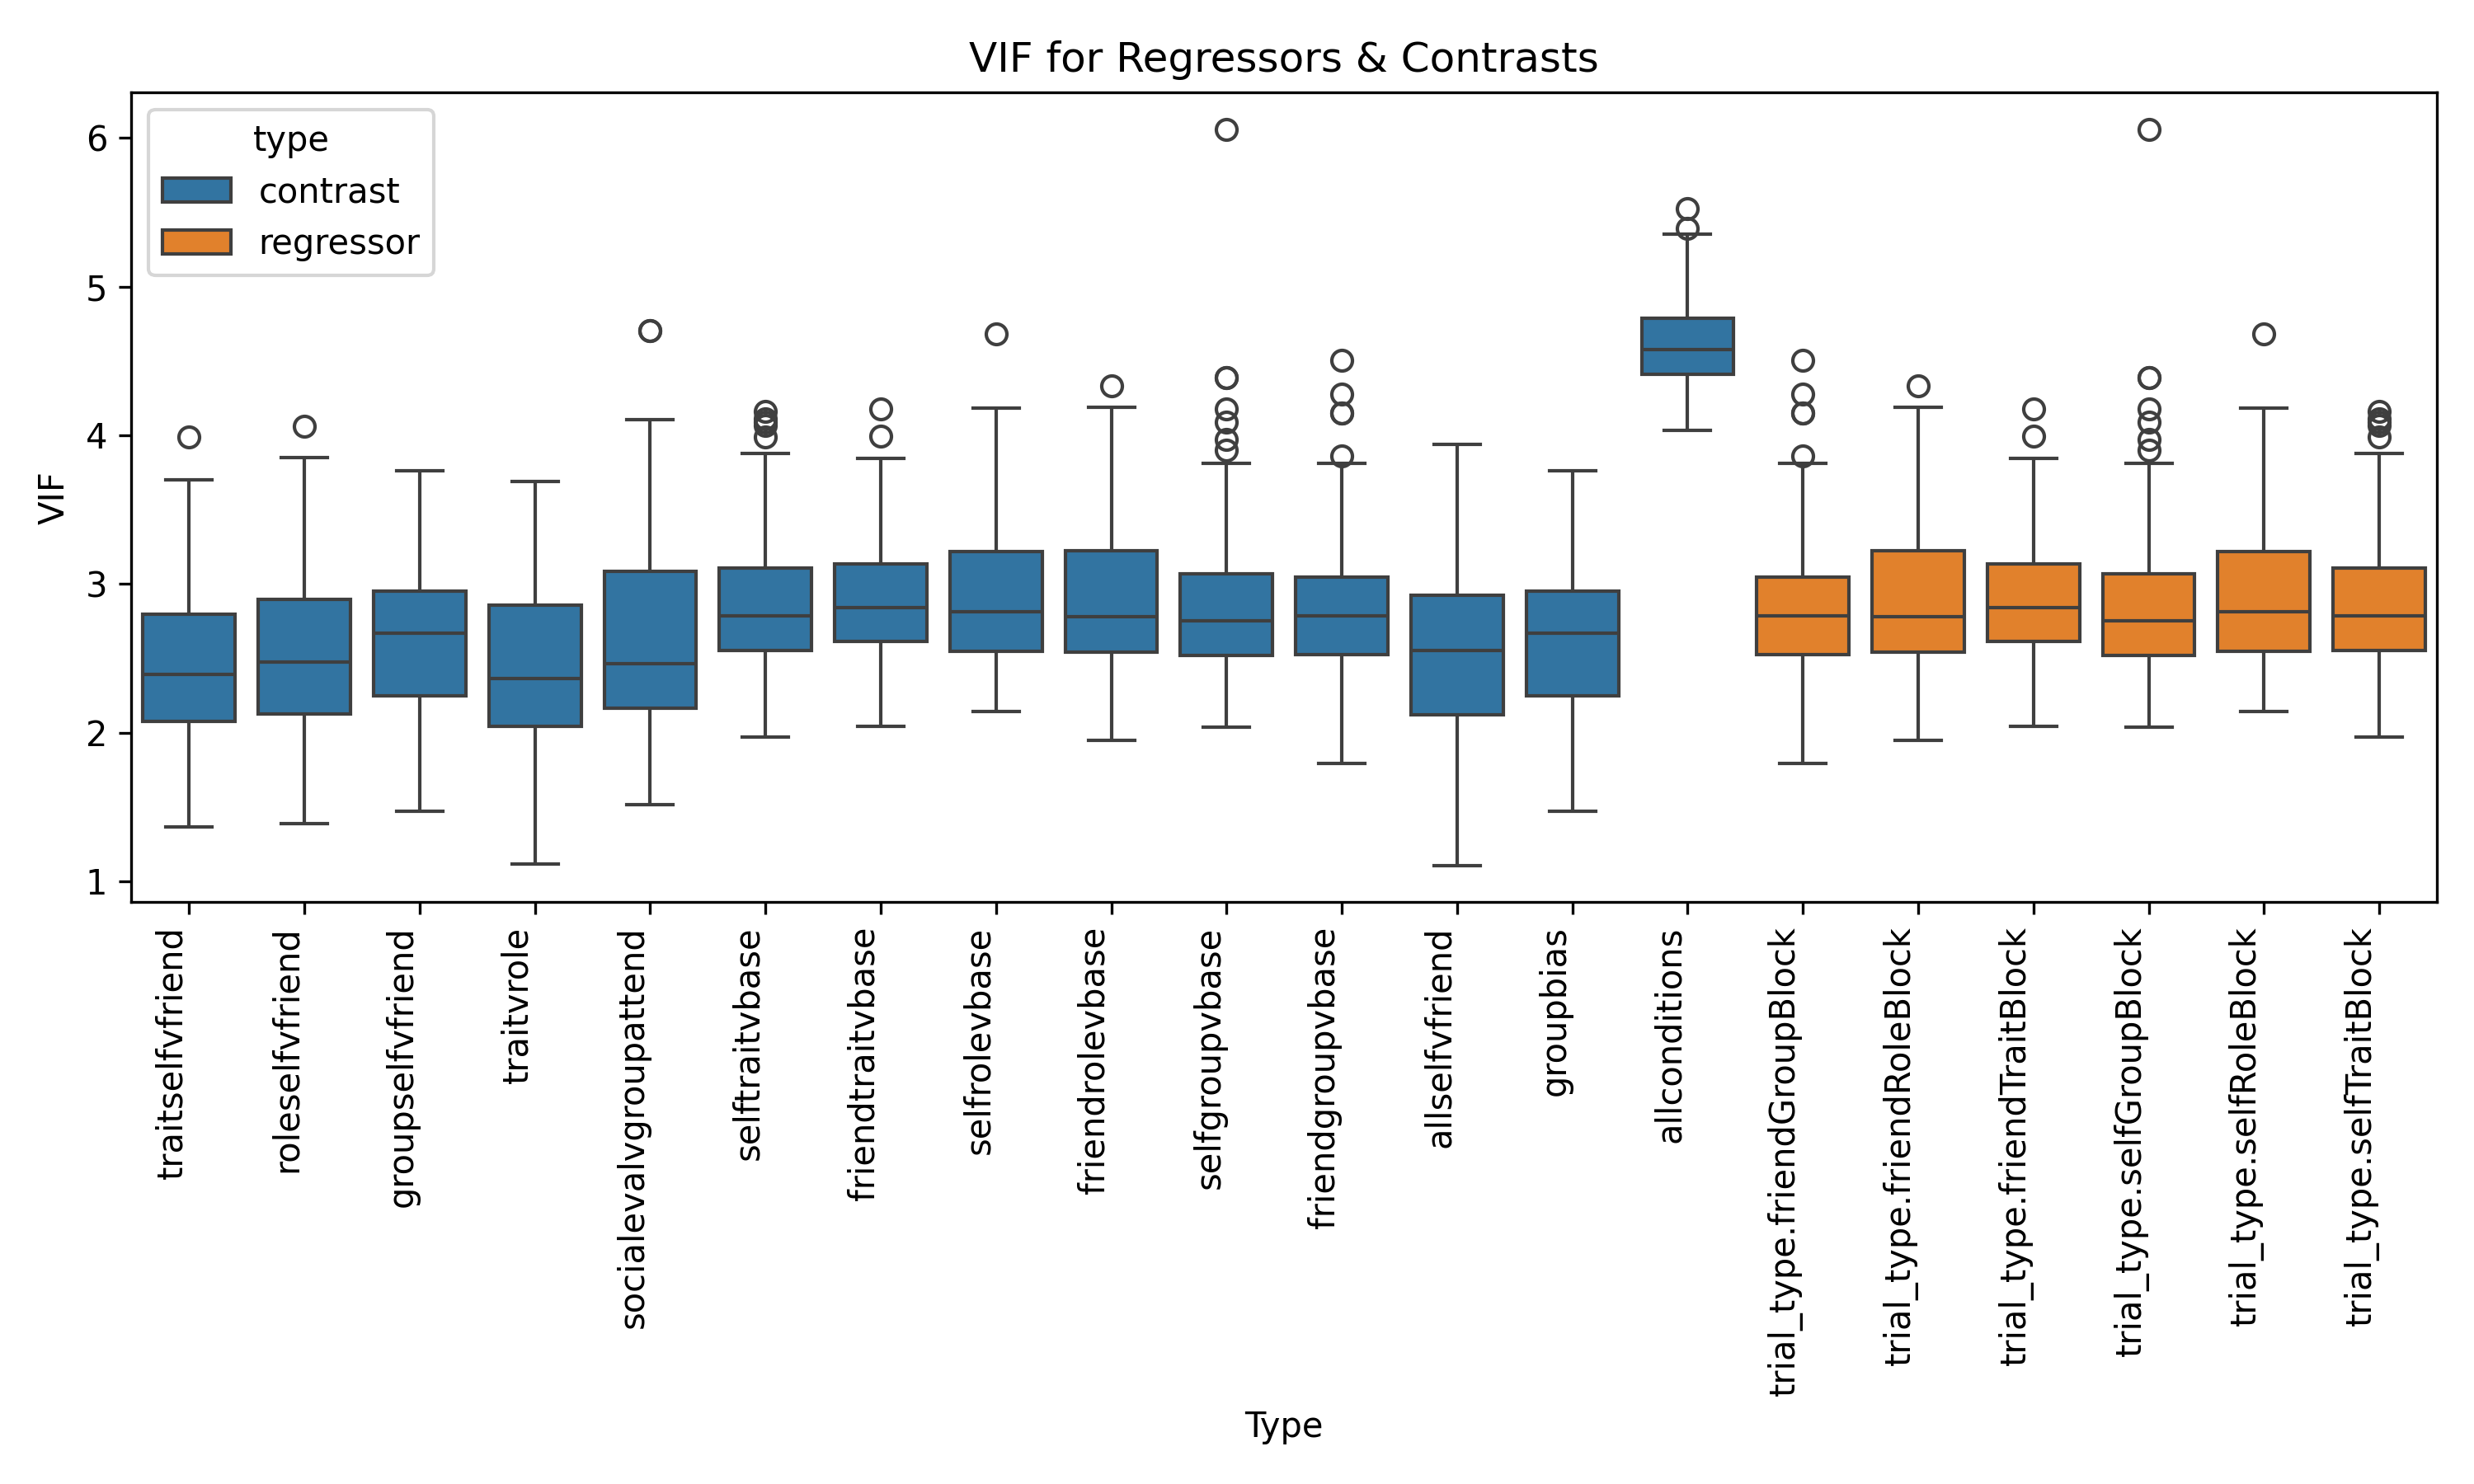 VIF for Regressors & Contrasts
type
contrast
regressor
VIF
6
5
4
3
2
1
traitselfvfriend
roleselfvfriend
groupselfvfriend
traitvrole
socialevalvgroupattend
selftraitvbase
friendtraitvbase
selfrolevbase
friendrolevbase
selfgroupvbase
friendgroupvbase
allselfvfriend
groupbias
allconditions
trial_type.friendGroupBlock
trial_type.friendRoleBlock
trial_type.friendTraitBlock
trial_type.selfGroupBlock
trial_type.selfRoleBlock
trial_type.selfTraitBlock
Type